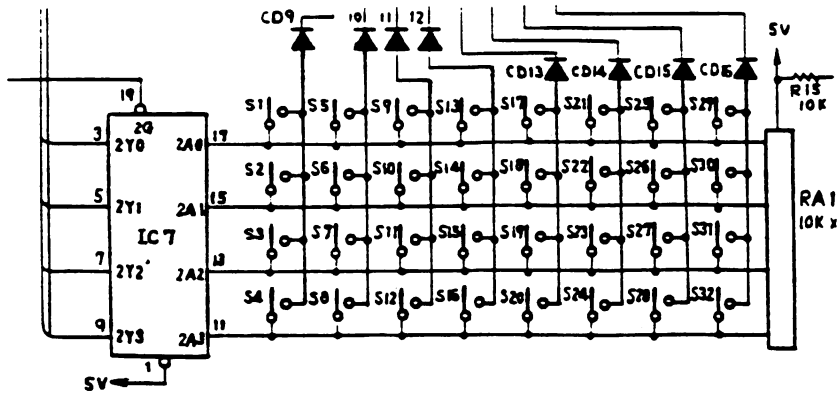 CD9 10 11 12
5V
CD13 CD14 CD15 CD16
R15
10K
19
2G
S1 S5 S9 S13 S17 S21 S25 S29
3 2Y0 2A0 17
S2 S6 S10 S14 S18 S22 S26 S30
5 2Y1 2A1 15
RA1
10K x
IC7
S3 S7 S11 S15 S19 S23 S27 S31
7 2Y2 2A2 13
S4 S8 S12 S16 S20 S24 S28 S32
9 2Y3 2A3 11
1
5V